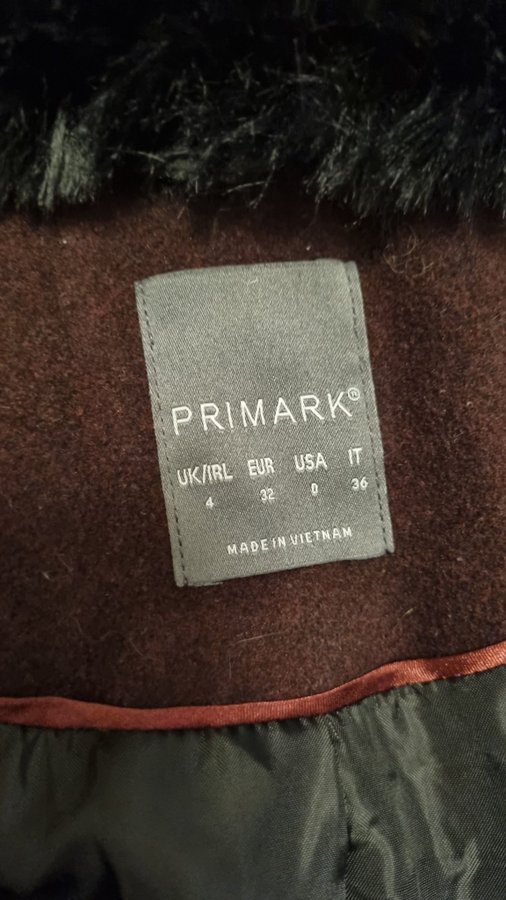 PRIMARK®
UK/IRL EUR USA IT
4 32 0 36
MADE IN VIETNAM